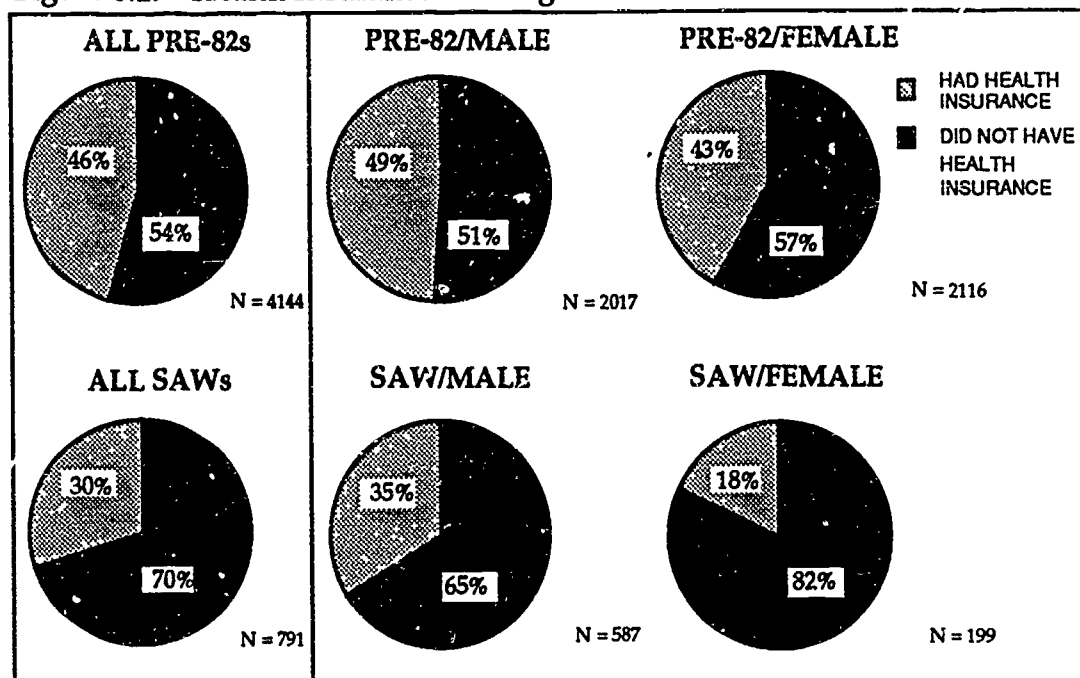 ALL PRE-82s
PRE-82/MALE
PRE-82/FEMALE
HAD HEALTH
INSURANCE
DID NOT HAVE
HEALTH
INSURANCE
46%
54%
N = 4144
49%
51%
N = 2017
43%
57%
N = 2116
ALL SAWs
SAW/MALE
SAW/FEMALE
30%
70%
N = 791
35%
65%
N = 587
18%
82%
N = 199